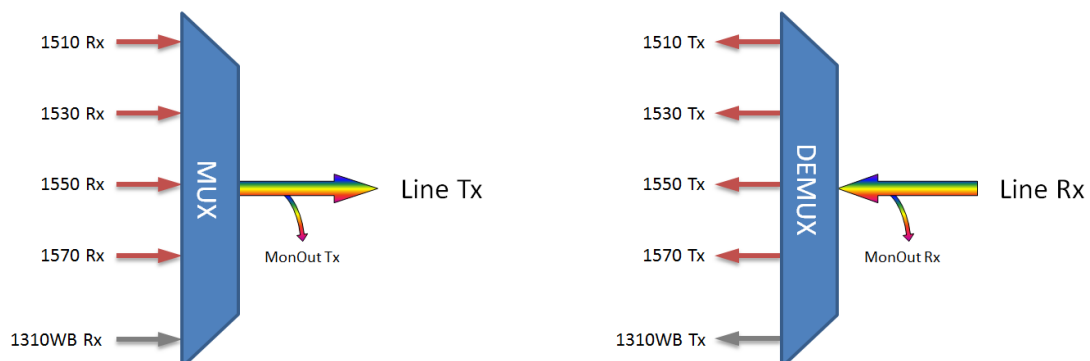 1510 Rx
1530 Rx
1550 Rx
1570 Rx
1310WB Rx
MUX
Line Tx
MonOut Tx
1510 Tx
1530 Tx
1550 Tx
1570 Tx
1310WB Tx
DEMUX
Line Rx
MonOut Rx